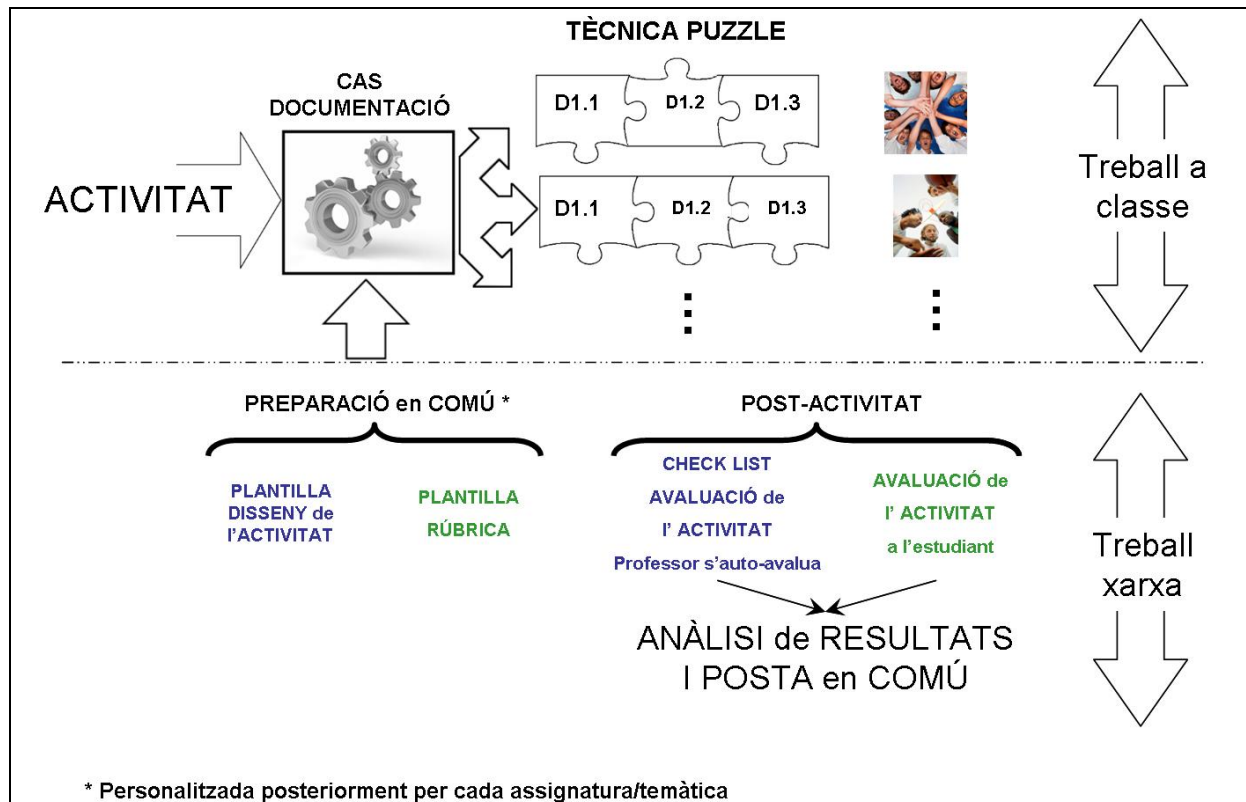 TÈCNICA PUZZLE
CAS
DOCUMENTACIÓ
ACTIVITAT
D1.1
D1.2
D1.3
D1.1
D1.2
D1.3
Treball a
classe
PREPARACIÓ en COMÚ *
PLANTILLA
DISSENY de
l’ACTIVITAT
PLANTILLA
RÚBRICA
POST-ACTIVITAT
CHECK LIST
AVALUACIÓ de
l’ ACTIVITAT
Professor s’auto-avalua
AVALUACIÓ de
l’ ACTIVITAT
a l’estudiant
ANÀLISI de RESULTATS
I POSTA en COMÚ
Treball
xarxa
* Personalitzada posteriorment per cada assignatura/temàtica